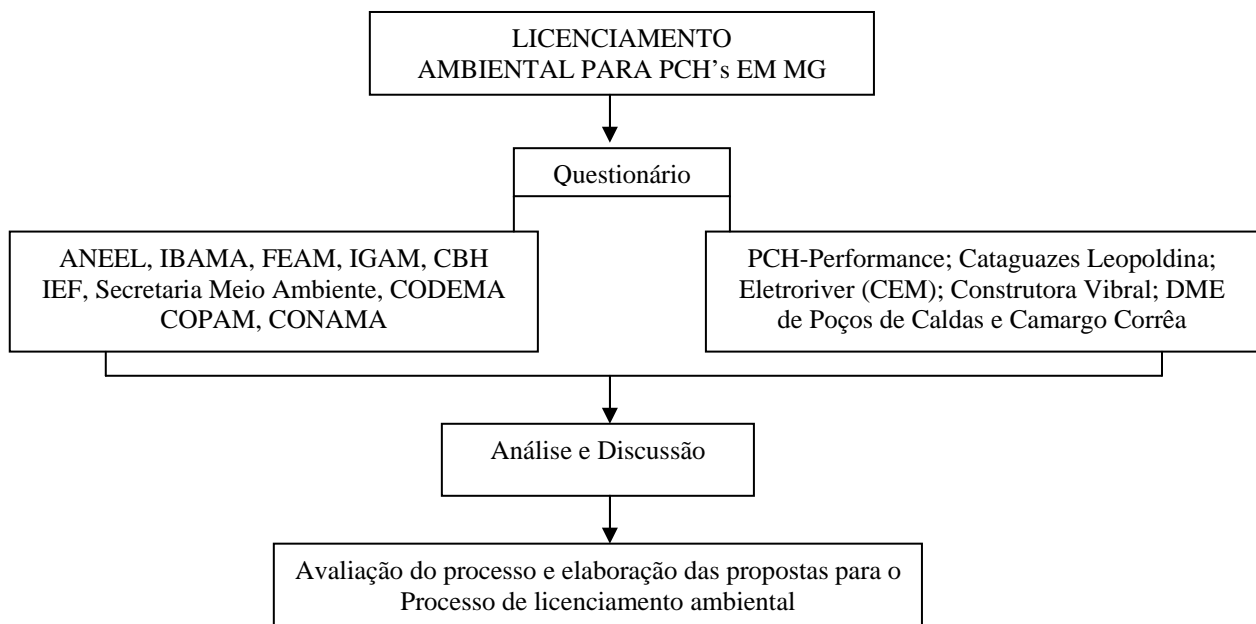 LICENCIAMENTO
AMBIENTAL PARA PCH’s EM MG
Questionário
ANEEL, IBAMA, FEAM, IGAM, CBH
IEF, Secretaria Meio Ambiente, CODEMA
COPAM, CONAMA
PCH-Performance; Cataguazes Leopoldina;
Eletroriver (CEM); Construtora Vibral; DME
de Poços de Caldas e Camargo Corrêa
Análise e Discussão
Avaliação do processo e elaboração das propostas para o
Processo de licenciamento ambiental